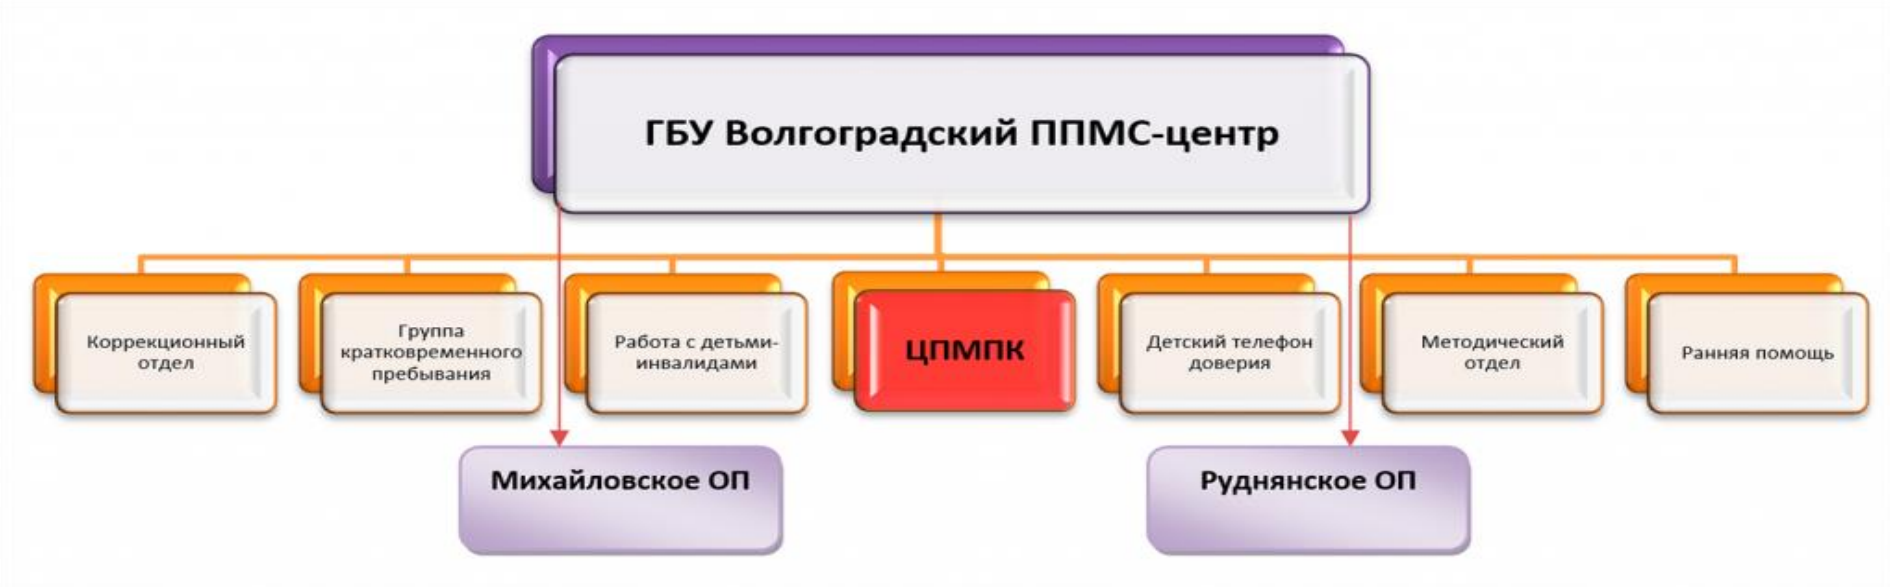 ГБУ Волгоградский ППМС-центр
Коррекционный
отдел
Группа
кратковременного
пребывания
Работа с детьми-
инвалидами
ЦПМПК
Детский телефон
доверия
Методический
отдел
Ранняя помощь
Михайловское ОП
Руднянское ОП